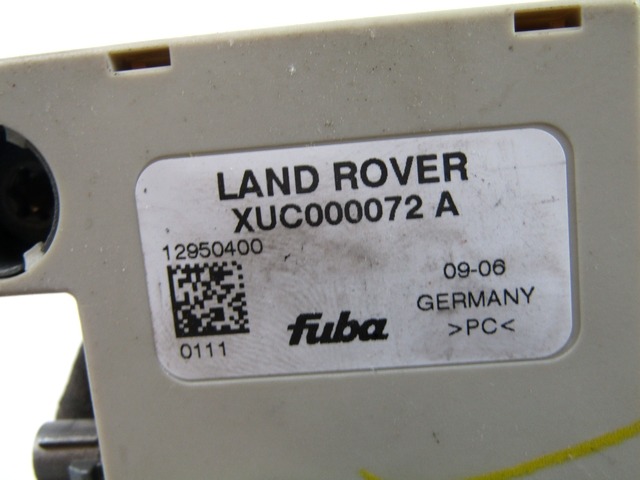 LAND ROVER
XUC000072 A
12950400
09-06
GERMANY
fuba
>PC<
0111